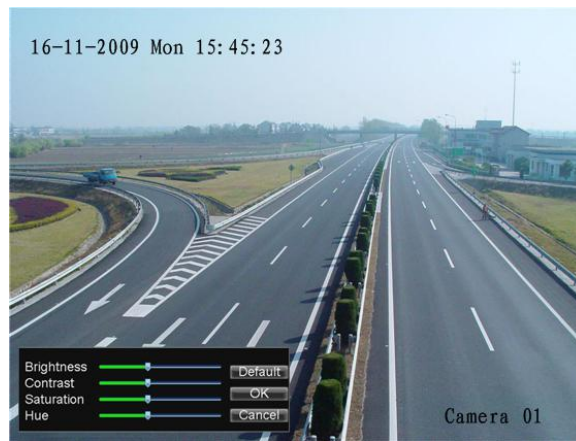 16-11-2009 Mon 15:45:23
Brightness
Default
Contrast
OK
Saturation
Hue
Cancel
Camera 01